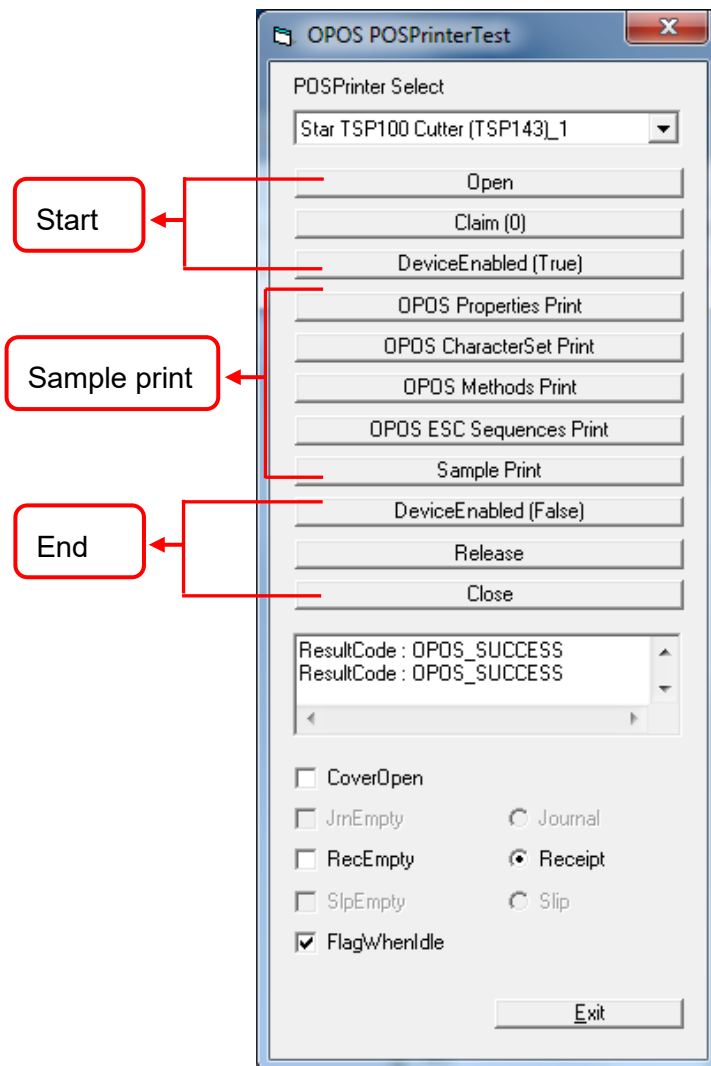 OPOS POSPrinterTest
POSPrinter Select
Star TSP100 Cutter (TSP143)_1
Open
Start
Claim (0)
DeviceEnabled (True)
OPOS Properties Print
OPOS CharacterSet Print
Sample print
OPOS Methods Print
OPOS ESC Sequences Print
Sample Print
DeviceEnabled (False)
End
Release
Close
ResultCode : OPOS_SUCCESS
ResultCode : OPOS_SUCCESS
CoverOpen
JrnEmpty Journal
RecEmpty Receipt
SlpEmpty Slip
FlagWhenIdle
Exit